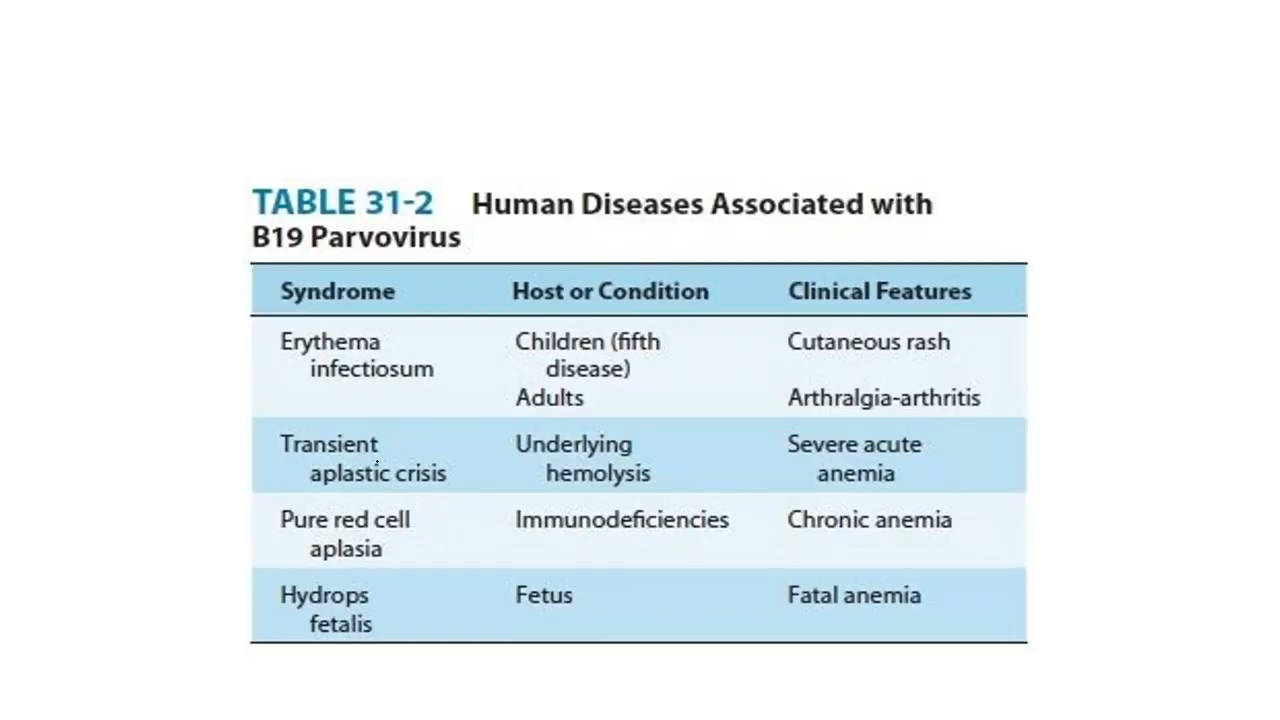 TABLE 31-2 Human Diseases Associated with
B19 Parvovirus
Syndrome Host or Condition Clinical Features
Erythema Children (fifth Cutaneous rash
infectiosum disease)
Adults Arthralgia-arthritis
Transient Underlying Severe acute
aplastic crisis hemolysis anemia
Pure red cell Immunodeficiencies Chronic anemia
aplasia
Hydrops Fetus Fatal anemia
fetalis